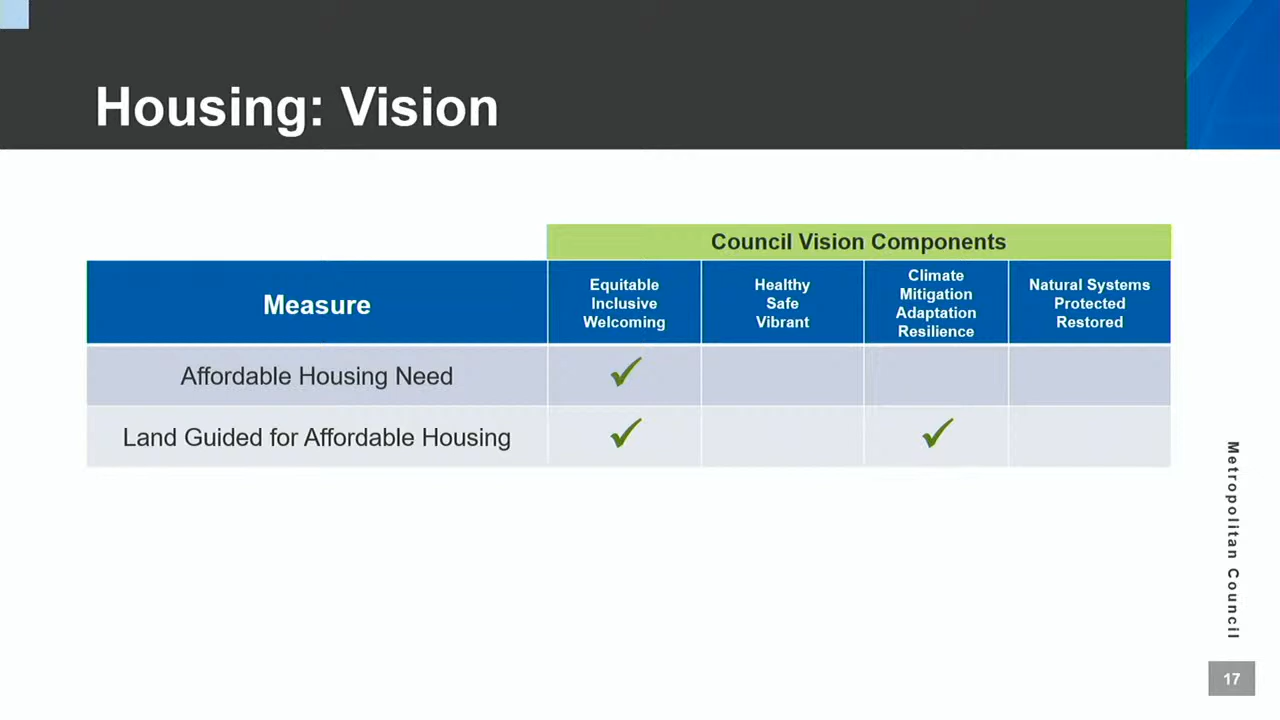 Housing: Vision
Council Vision Components
Measure
Equitable
Inclusive
Welcoming
Healthy
Safe
Vibrant
Climate
Mitigation
Adaptation
Resilience
Natural Systems
Protected
Restored
Affordable Housing Need ✓
Land Guided for Affordable Housing ✓ ✓
Metropolitan Council
17